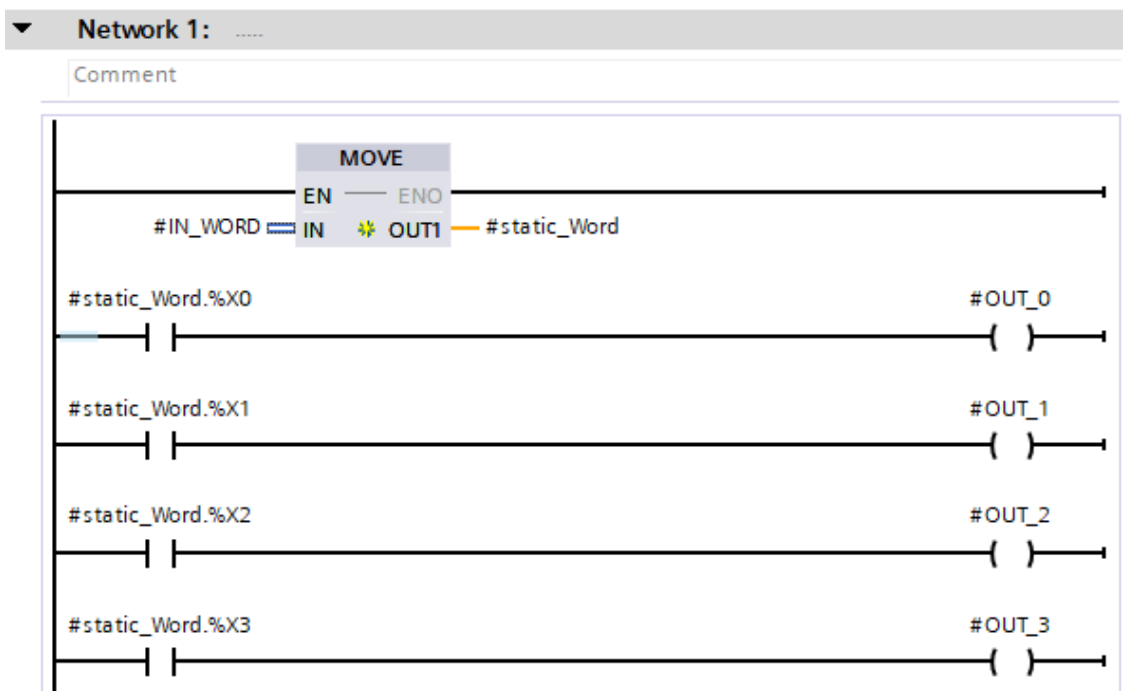 Network 1: .....
Comment
MOVE
EN ENO
#IN_WORD IN OUT1 #static_Word
#static_Word.%X0 #OUT_0
#static_Word.%X1 #OUT_1
#static_Word.%X2 #OUT_2
#static_Word.%X3 #OUT_3